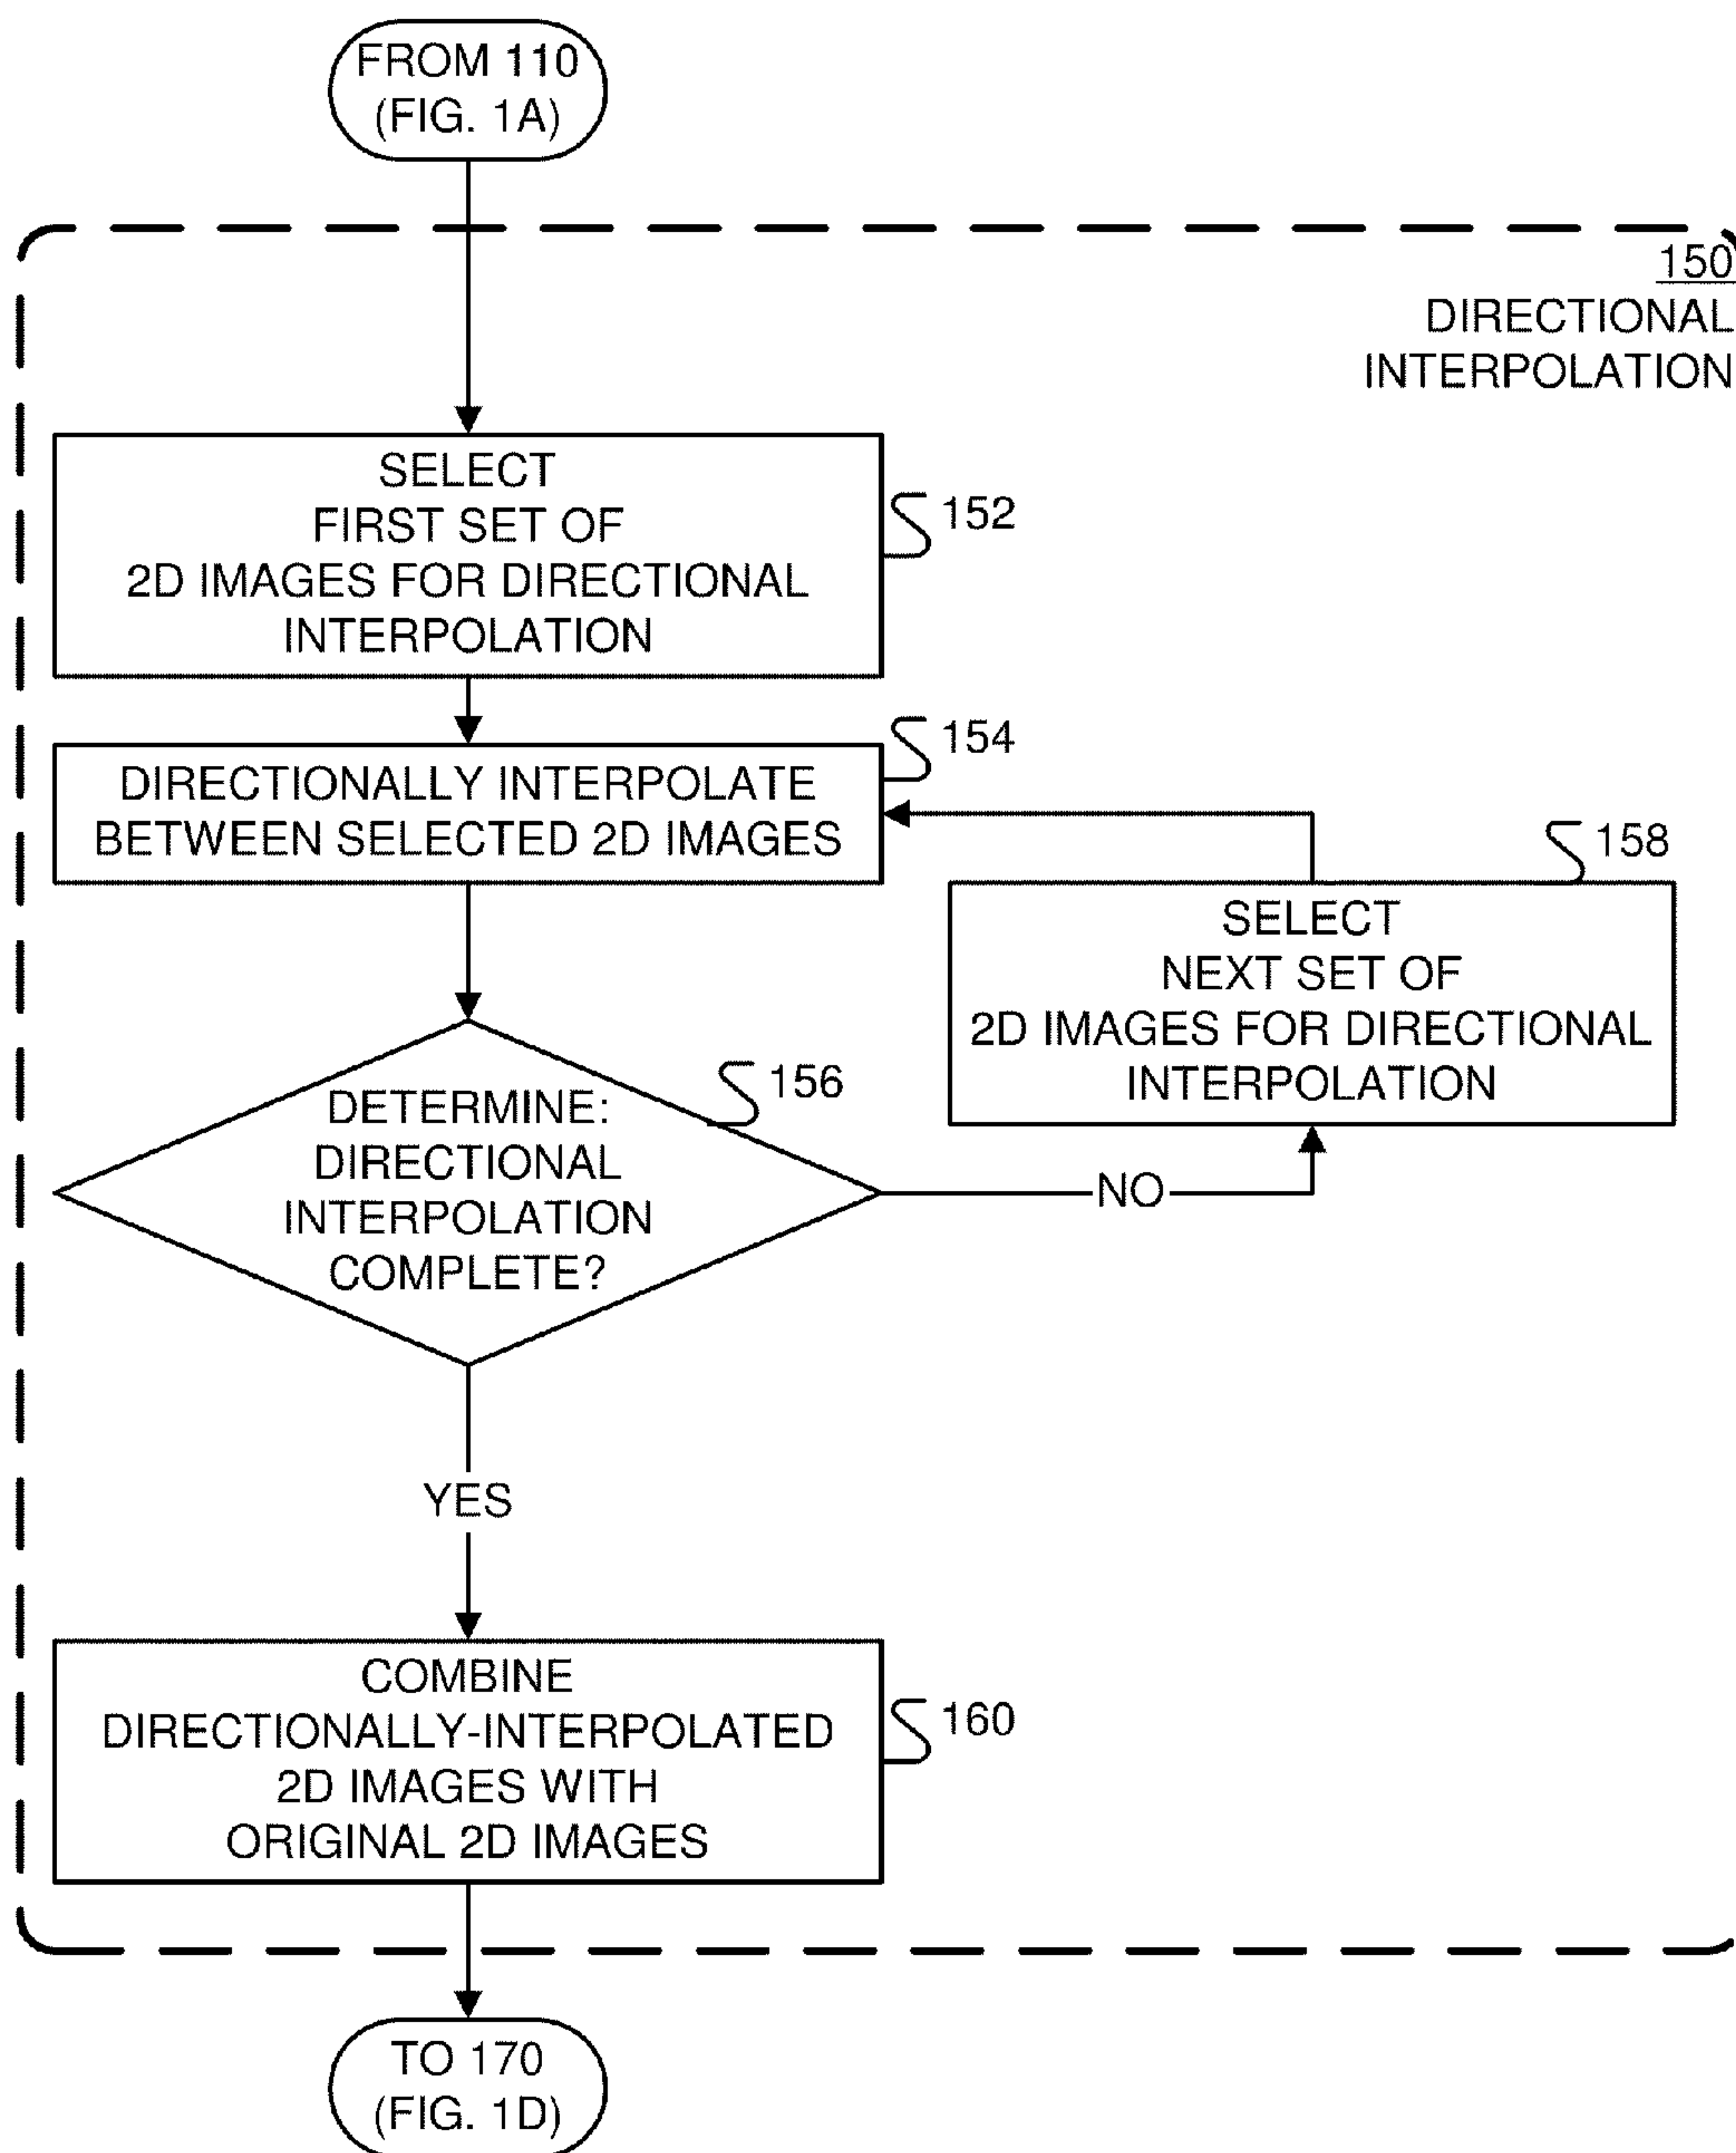 FROM 110
(FIG. 1A)
150
DIRECTIONAL
INTERPOLATION
SELECT
FIRST SET OF
2D IMAGES FOR DIRECTIONAL
INTERPOLATION
152
DIRECTIONALLY INTERPOLATE
BETWEEN SELECTED 2D IMAGES
154
158
SELECT
NEXT SET OF
2D IMAGES FOR DIRECTIONAL
INTERPOLATION
DETERMINE:
DIRECTIONAL
INTERPOLATION
COMPLETE?
156
NO
YES
COMBINE
DIRECTIONALLY-INTERPOLATED
2D IMAGES WITH
ORIGINAL 2D IMAGES
160
TO 170
(FIG. 1D)